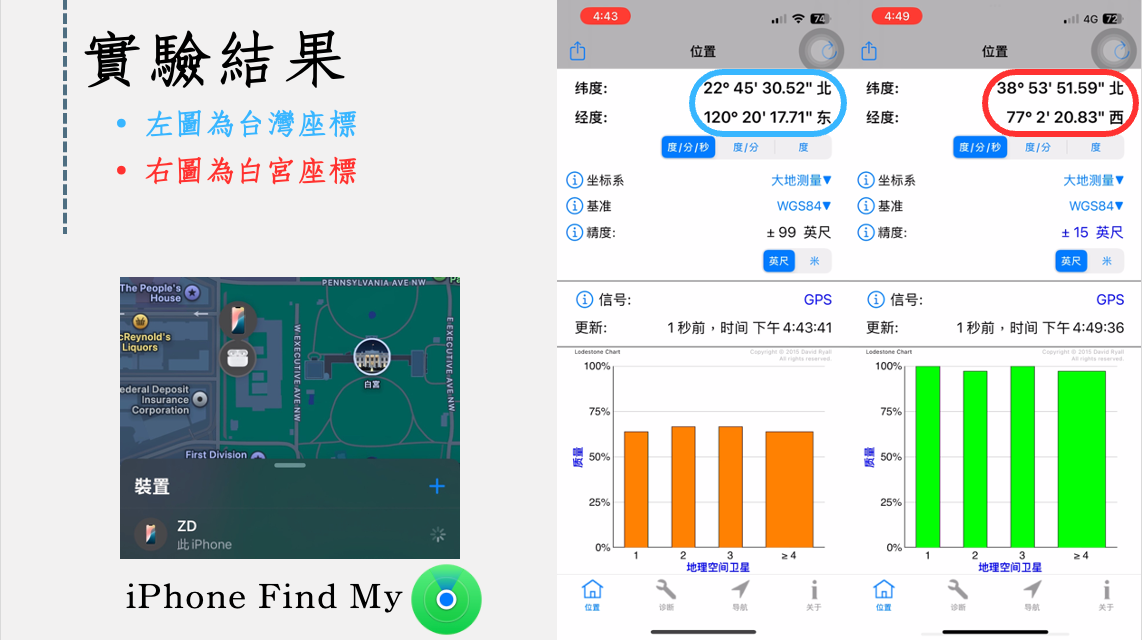 實驗結果
• 左圖為台灣座標
• 右圖為白宮座標
The People's
House
PENNSYLVANIA AVE NW
Pa
cReynold's
Liquors
W EXECUTIVE AVE NW
E EXECUTIVE AVE NW
白宮
ederal Deposit
Insurance
Corporation
First Division
裝置
+
ZD
此 iPhone
iPhone Find My
4:43
74
位置
纬度:
22° 45' 30.52" 北
经度:
120° 20' 17.71" 东
度/分/秒
度/分
度
坐标系
大地测量▼
基准
WGS84▼
精度:
± 99 英尺
英尺
米
信号:
GPS
更新:
1 秒前，时间 下午 4:43:41
Lodestone Chart
Copyright © 2015 David Ryall
All rights reserved.
100%
75%
50%
25%
0%
质量
1
2
3
≥ 4
地理空间卫星
位置
诊断
导航
关于
4:49
4G
72
位置
纬度:
38° 53' 51.59" 北
经度:
77° 2' 20.83" 西
度/分/秒
度/分
度
坐标系
大地测量▼
基准
WGS84▼
精度:
± 15 英尺
英尺
米
信号:
GPS
更新:
1 秒前，时间 下午 4:49:36
Lodestone Chart
Copyright © 2015 David Ryall
All rights reserved.
100%
75%
50%
25%
0%
质量
1
2
3
≥ 4
地理空间卫星
位置
诊断
导航
关于